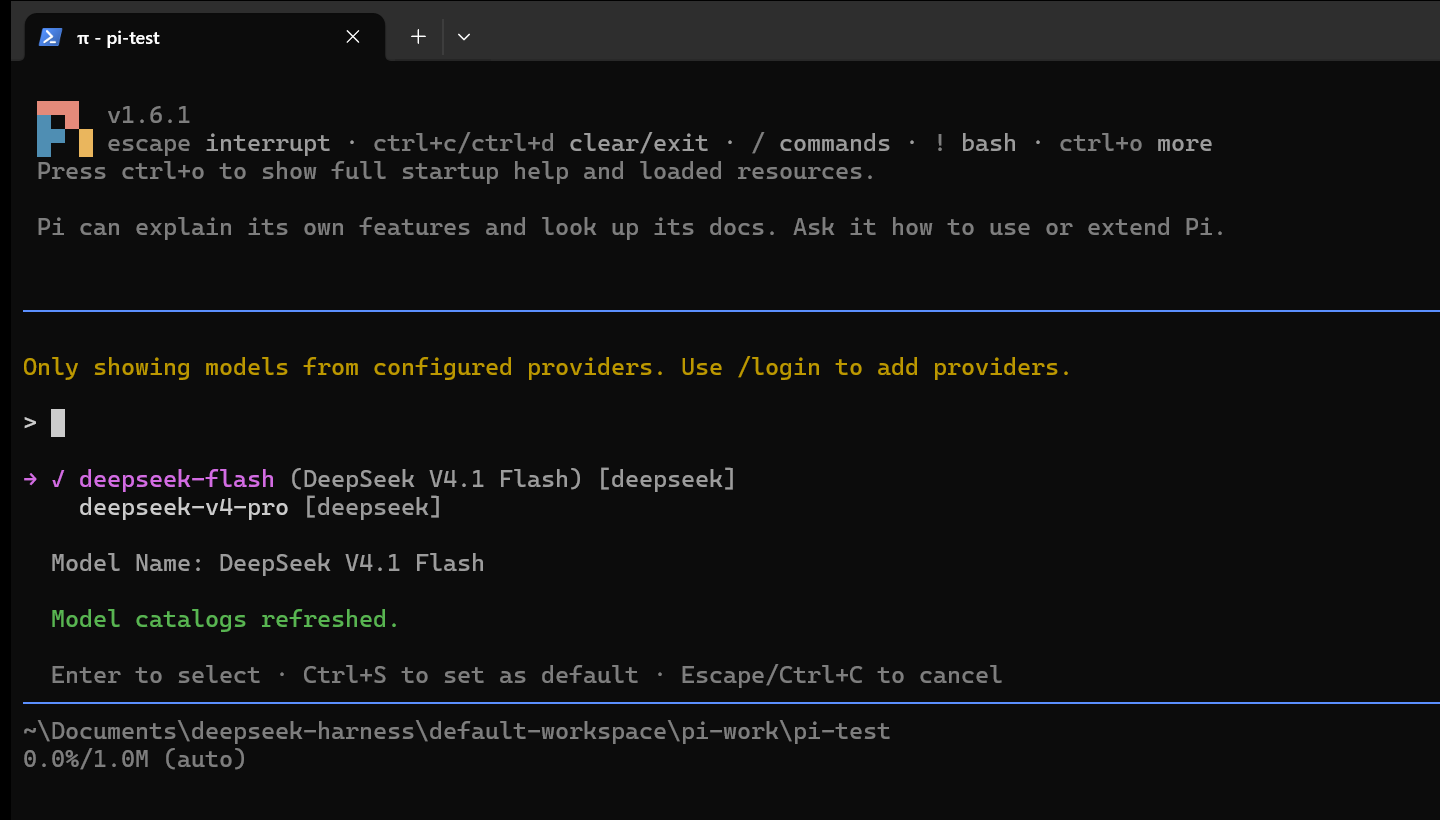 π - pi-test
v1.6.1
escape interrupt · ctrl+c/ctrl+d clear/exit · / commands · ! bash · ctrl+o more
Press ctrl+o to show full startup help and loaded resources.
Pi can explain its own features and look up its docs. Ask it how to use or extend Pi.
Only showing models from configured providers. Use /login to add providers.
>
→ √ deepseek-flash (DeepSeek V4.1 Flash) [deepseek]
deepseek-v4-pro [deepseek]
Model Name: DeepSeek V4.1 Flash
Model catalogs refreshed.
Enter to select · Ctrl+S to set as default · Escape/Ctrl+C to cancel
~\Documents\deepseek-harness\default-workspace\pi-work\pi-test
0.0%/1.0M (auto)